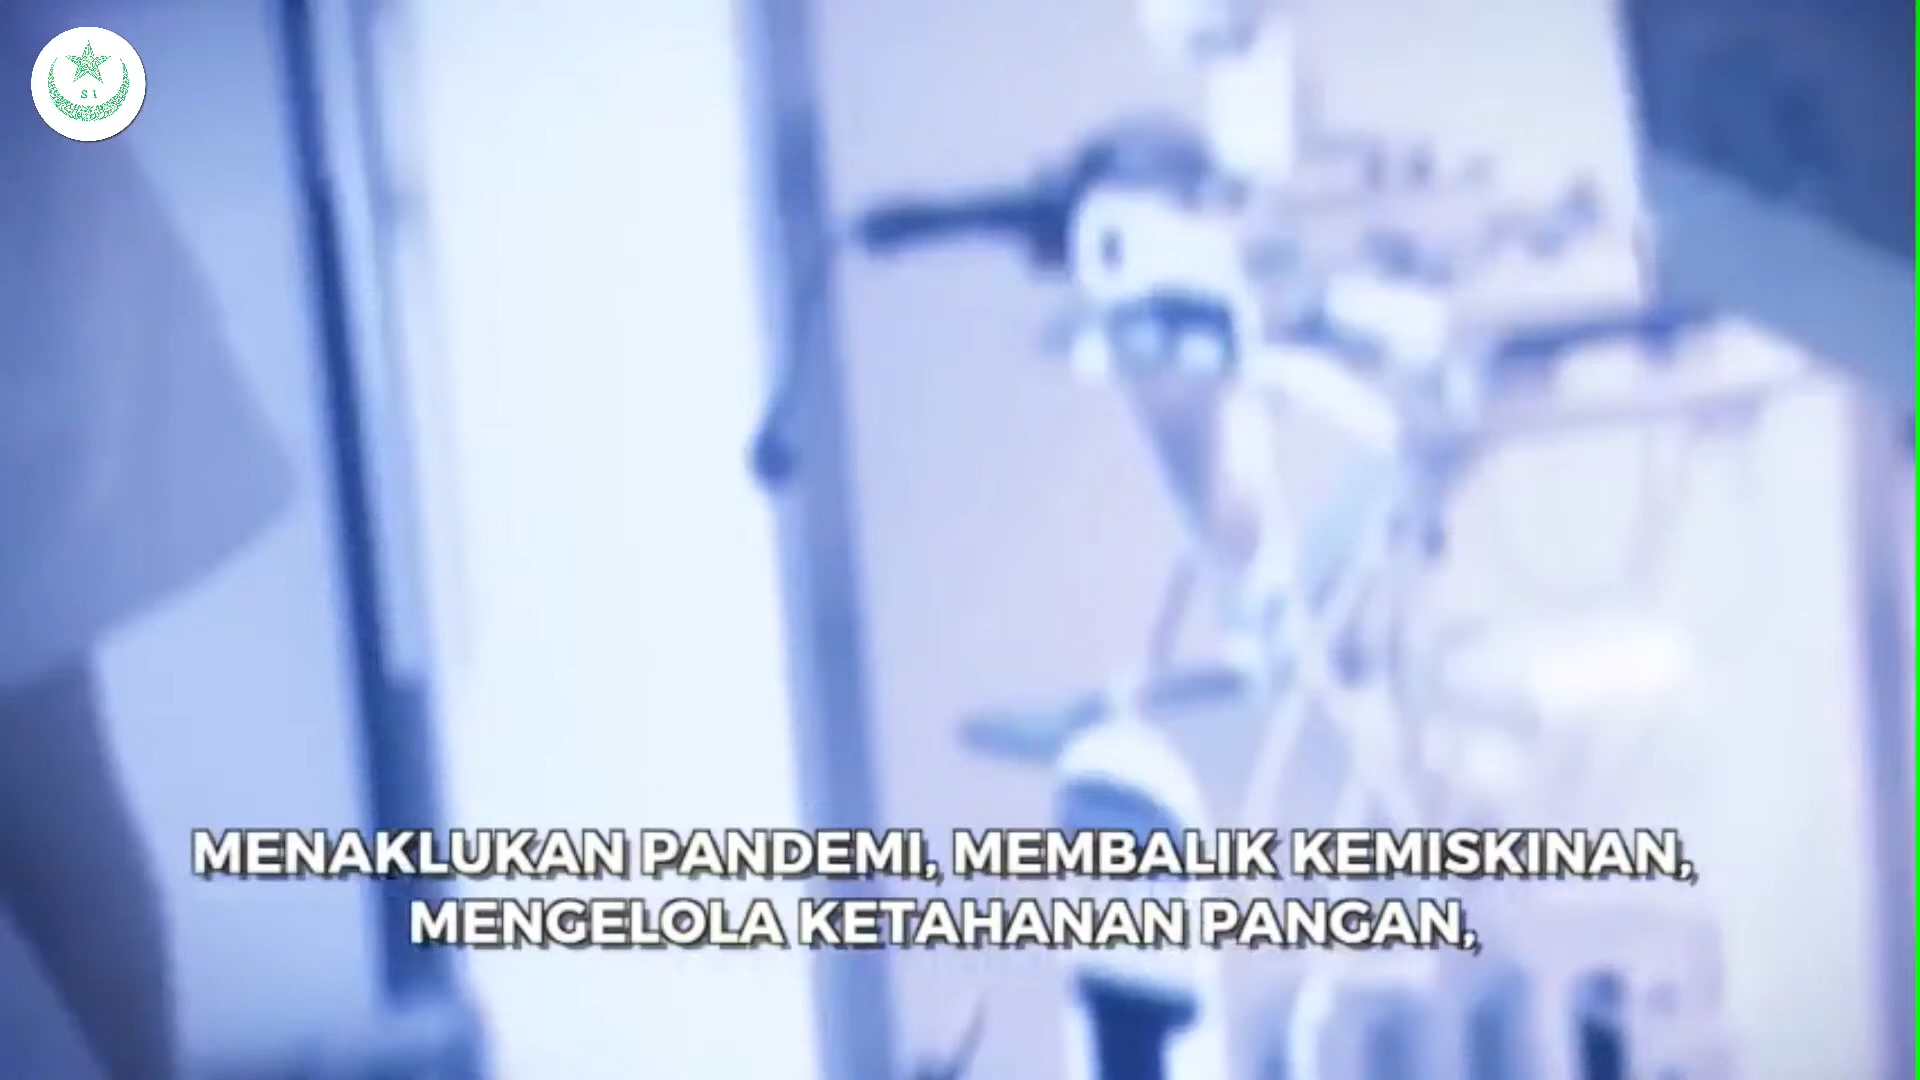 S I
MENAKLUKAN PANDEMI, MEMBALIK KEMISKINAN,
MENGELOLA KETAHANAN PANGAN,